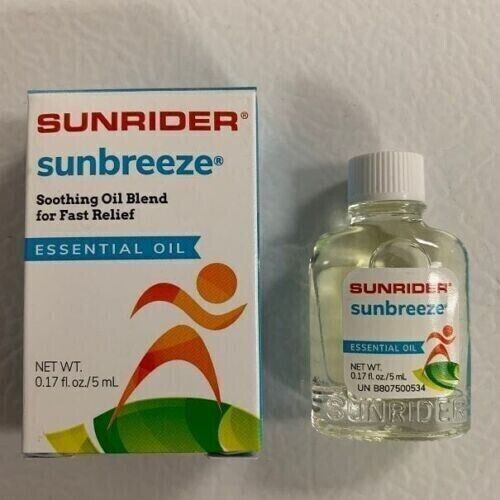 SUNRIDER®
sunbreeze®
Soothing Oil Blend
for Fast Relief
ESSENTIAL OIL
NET WT.
0.17 fl. oz./5 mL
SUNRIDER®
sunbreeze®
ESSENTIAL OIL
NET WT.
0.17 fl. oz./5 mL
UN B807500534
SUNRIDER